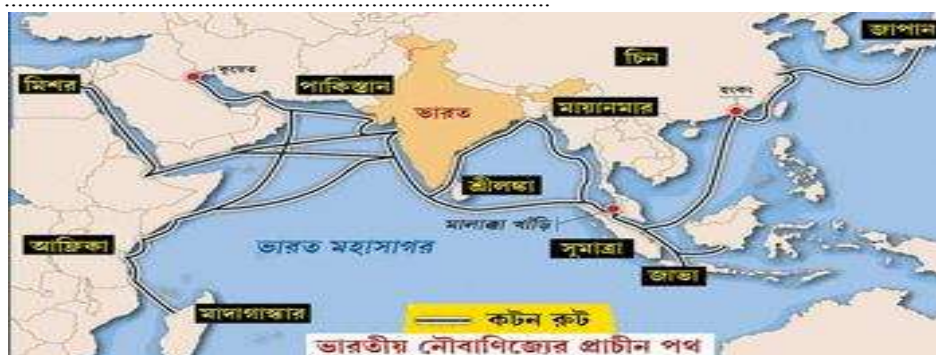 জাপান
চিন
কুয়েত
মিশর
পাকিস্তান
হংকং
ভারত
মায়ানমার
শ্রীলঙ্কা
মালাক্কা খাঁড়ি
আফ্রিকা
ভারত মহাসাগর
সুমাত্রা
জাভা
মাদাগাস্কার
কটন রুট
ভারতীয় নৌবাণিজ্যের প্রাচীন পথ